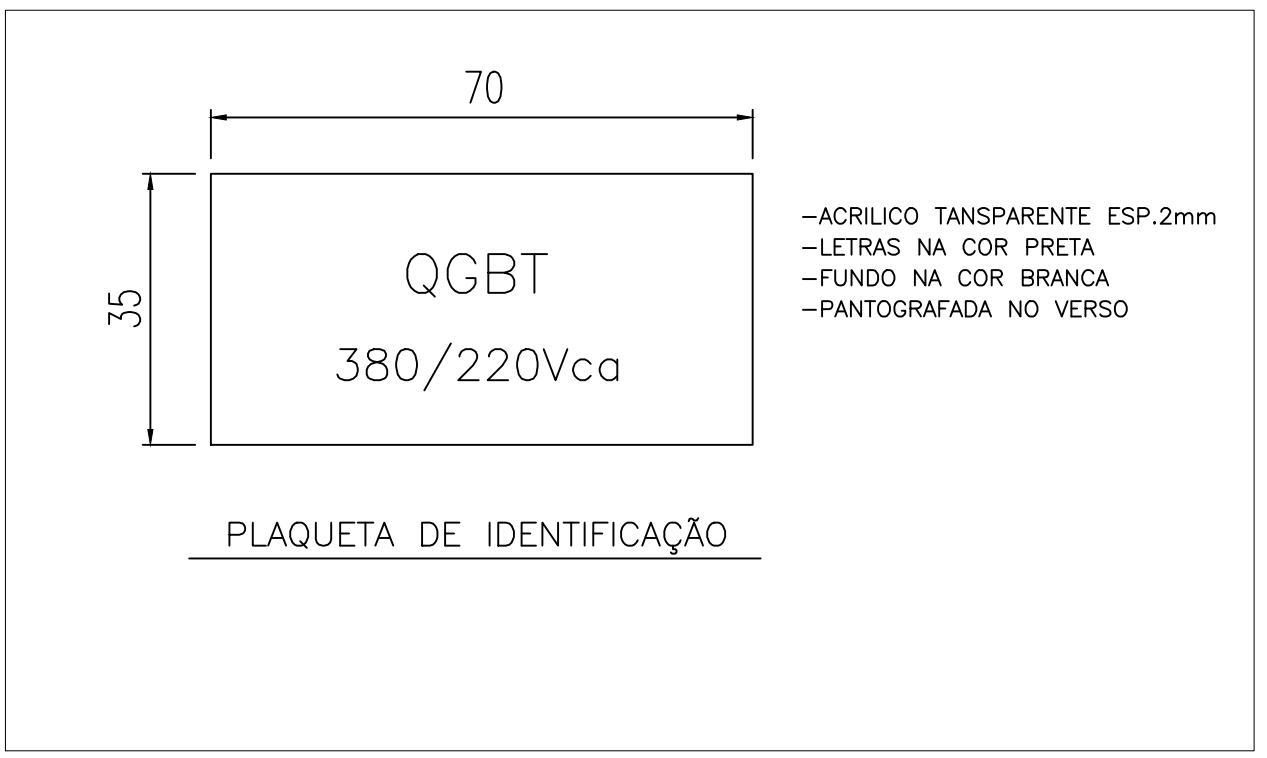 70
35
QGBT
380/220Vca
-ACRILICO TANSPARENTE ESP.2mm
-LETRAS NA COR PRETA
-FUNDO NA COR BRANCA
-PANTOGRAFADA NO VERSO
PLAQUETA DE IDENTIFICAÇÃO